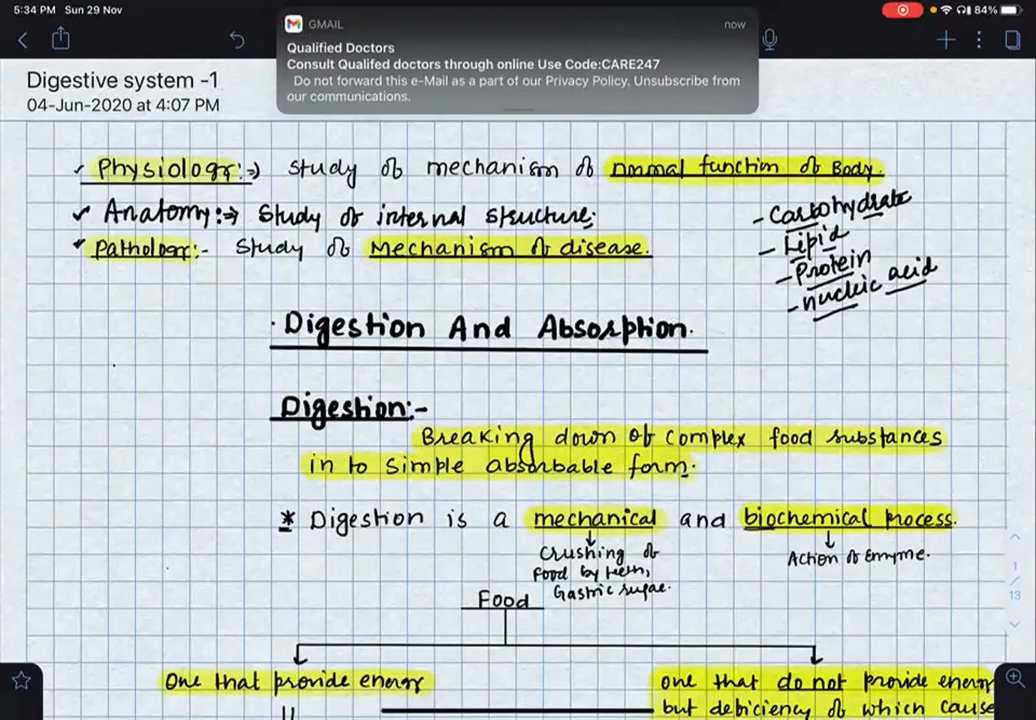 5:34 PM Sun 29 Nov
84%
GMAIL
now
Qualified Doctors
Consult Qualifed doctors through online Use Code:CARE247
Do not forward this e-Mail as a part of our Privacy Policy. Unsubscribe from
our communications.
Digestive system -1
04-Jun-2020 at 4:07 PM
Physiology:⇒ Study of mechanism of normal function of Body.
Anatomy:⇒ Study of internal structure:
Pathology:- Study of Mechanism of disease.
- Carbohydrate
- Lipid
- Protein
- nucleic acid
Digestion And Absorption.
Digestion:-
Breaking down of complex food substances
in to simple absorbable form.
* Digestion is a mechanical and biochemical process.
↓ Crushing of
Food by teeth,
Gastric
↓ Action of Enzyme.
Food
One that provide energy
one that do not provide energy
but deficiency of which cause
1
/
13